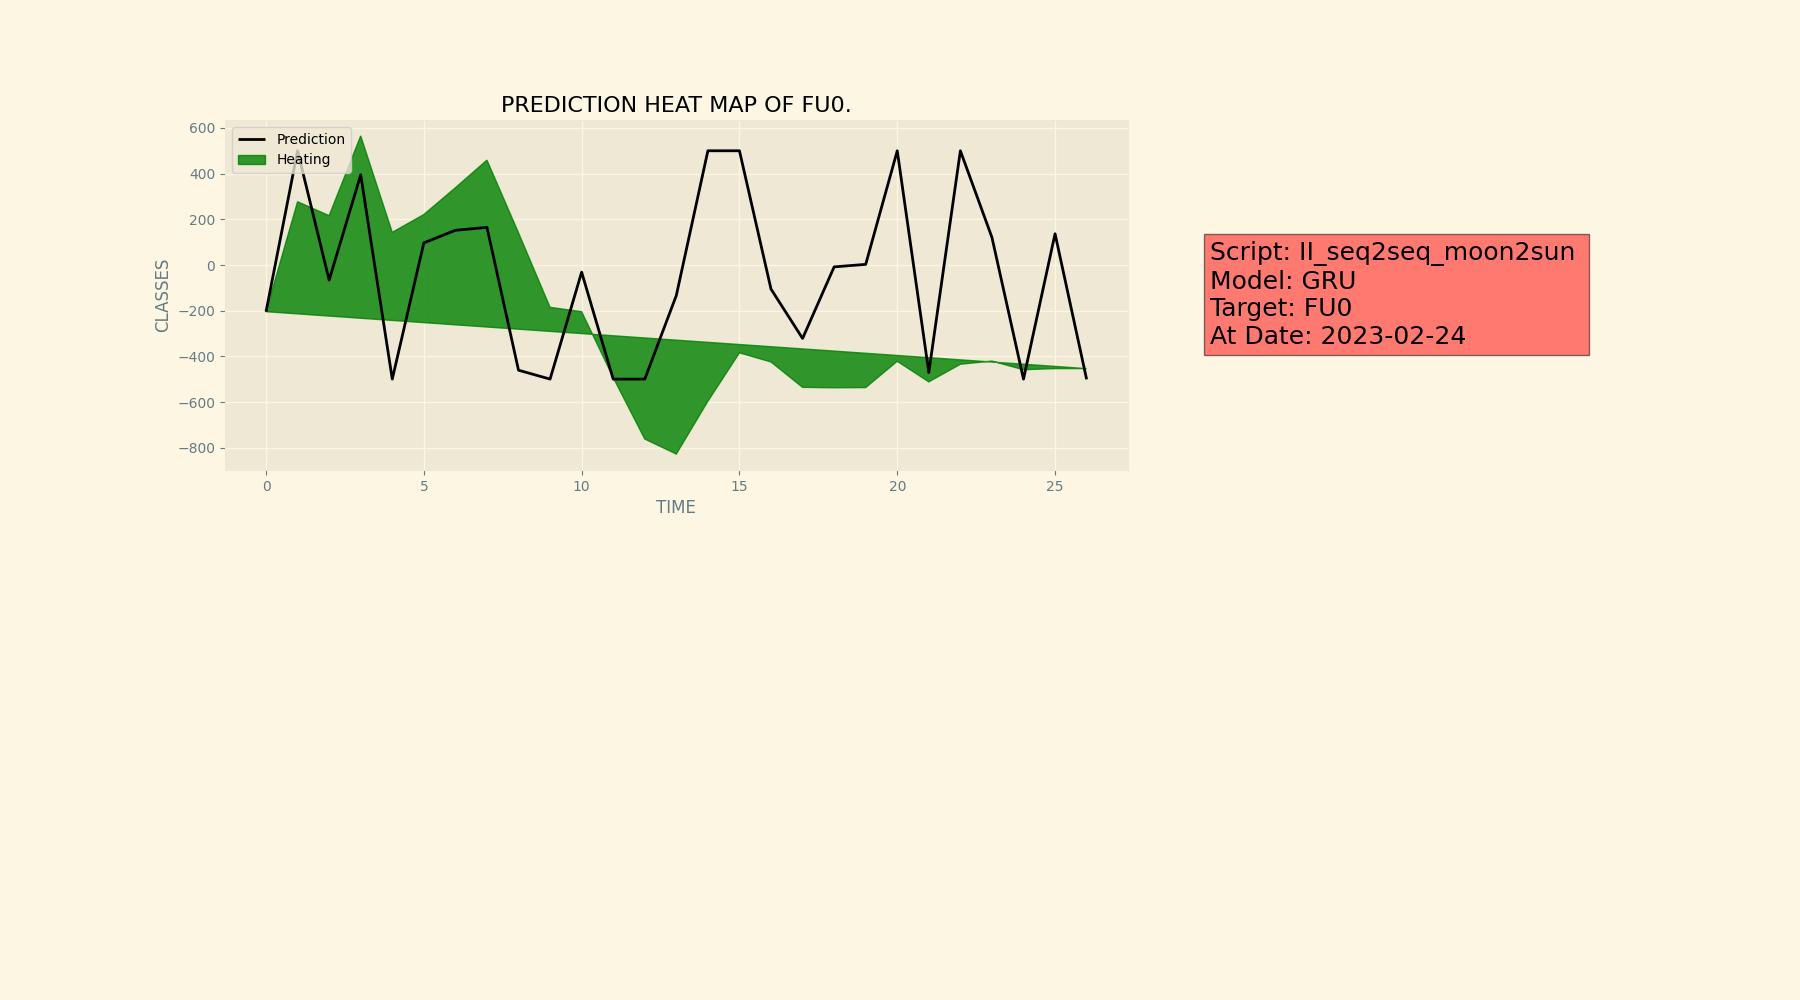 PREDICTION HEAT MAP OF FU0.
Prediction
Heating
CLASSES
600
400
200
0
−200
−400
−600
−800
0 5 10 15 20 25
TIME
Script: II_seq2seq_moon2sun
Model: GRU
Target: FU0
At Date: 2023-02-24